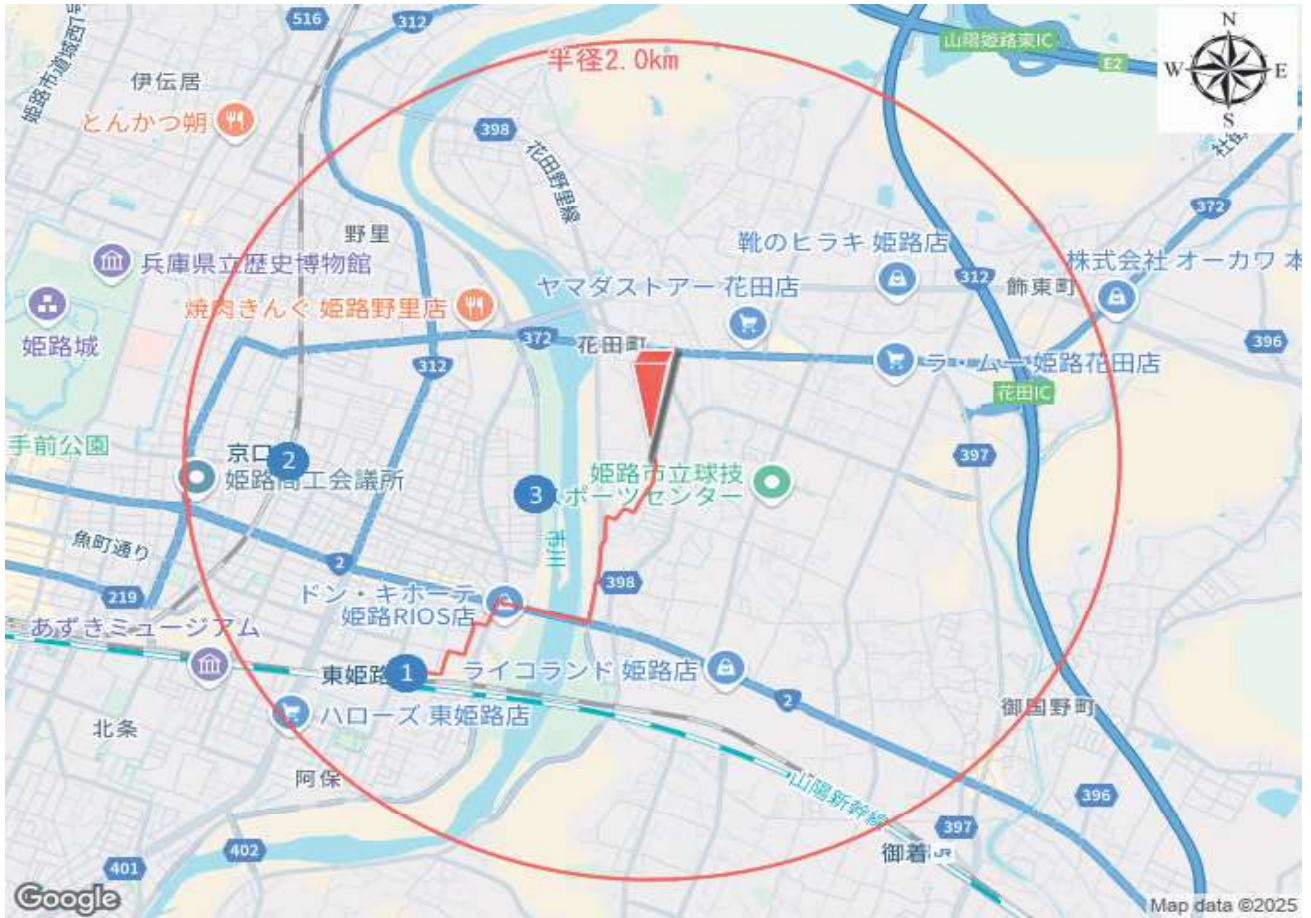 516
312
山陽姫路東IC
E2
N
W
E
S
半径2.0km
伊伝居
姫路市道城西7号
とんかつ朔
398
花田野里線
372
野里
兵庫県立歴史博物館
靴のヒラキ 姫路店
312
株式会社 オーカワ 本
飾東町
ヤマダストアー 花田店
焼肉きんぐ 姫路野里店
姫路城
372
花田町
396
312
ラ・ムー 姫路花田店
花田IC
手前公園
京口
2
姫路商工会議所
397
姫路市立球技
スポーツセンター
3
市川
魚町通り
2
219
398
ドン・キホーテ
姫路RIOS店
あずきミュージアム
東姫路
1
ライコランド 姫路店
2
御国野町
ハローズ 東姫路店
北条
阿保
山陽新幹線
396
397
402
401
御着
JR
Google
Map data ©2025